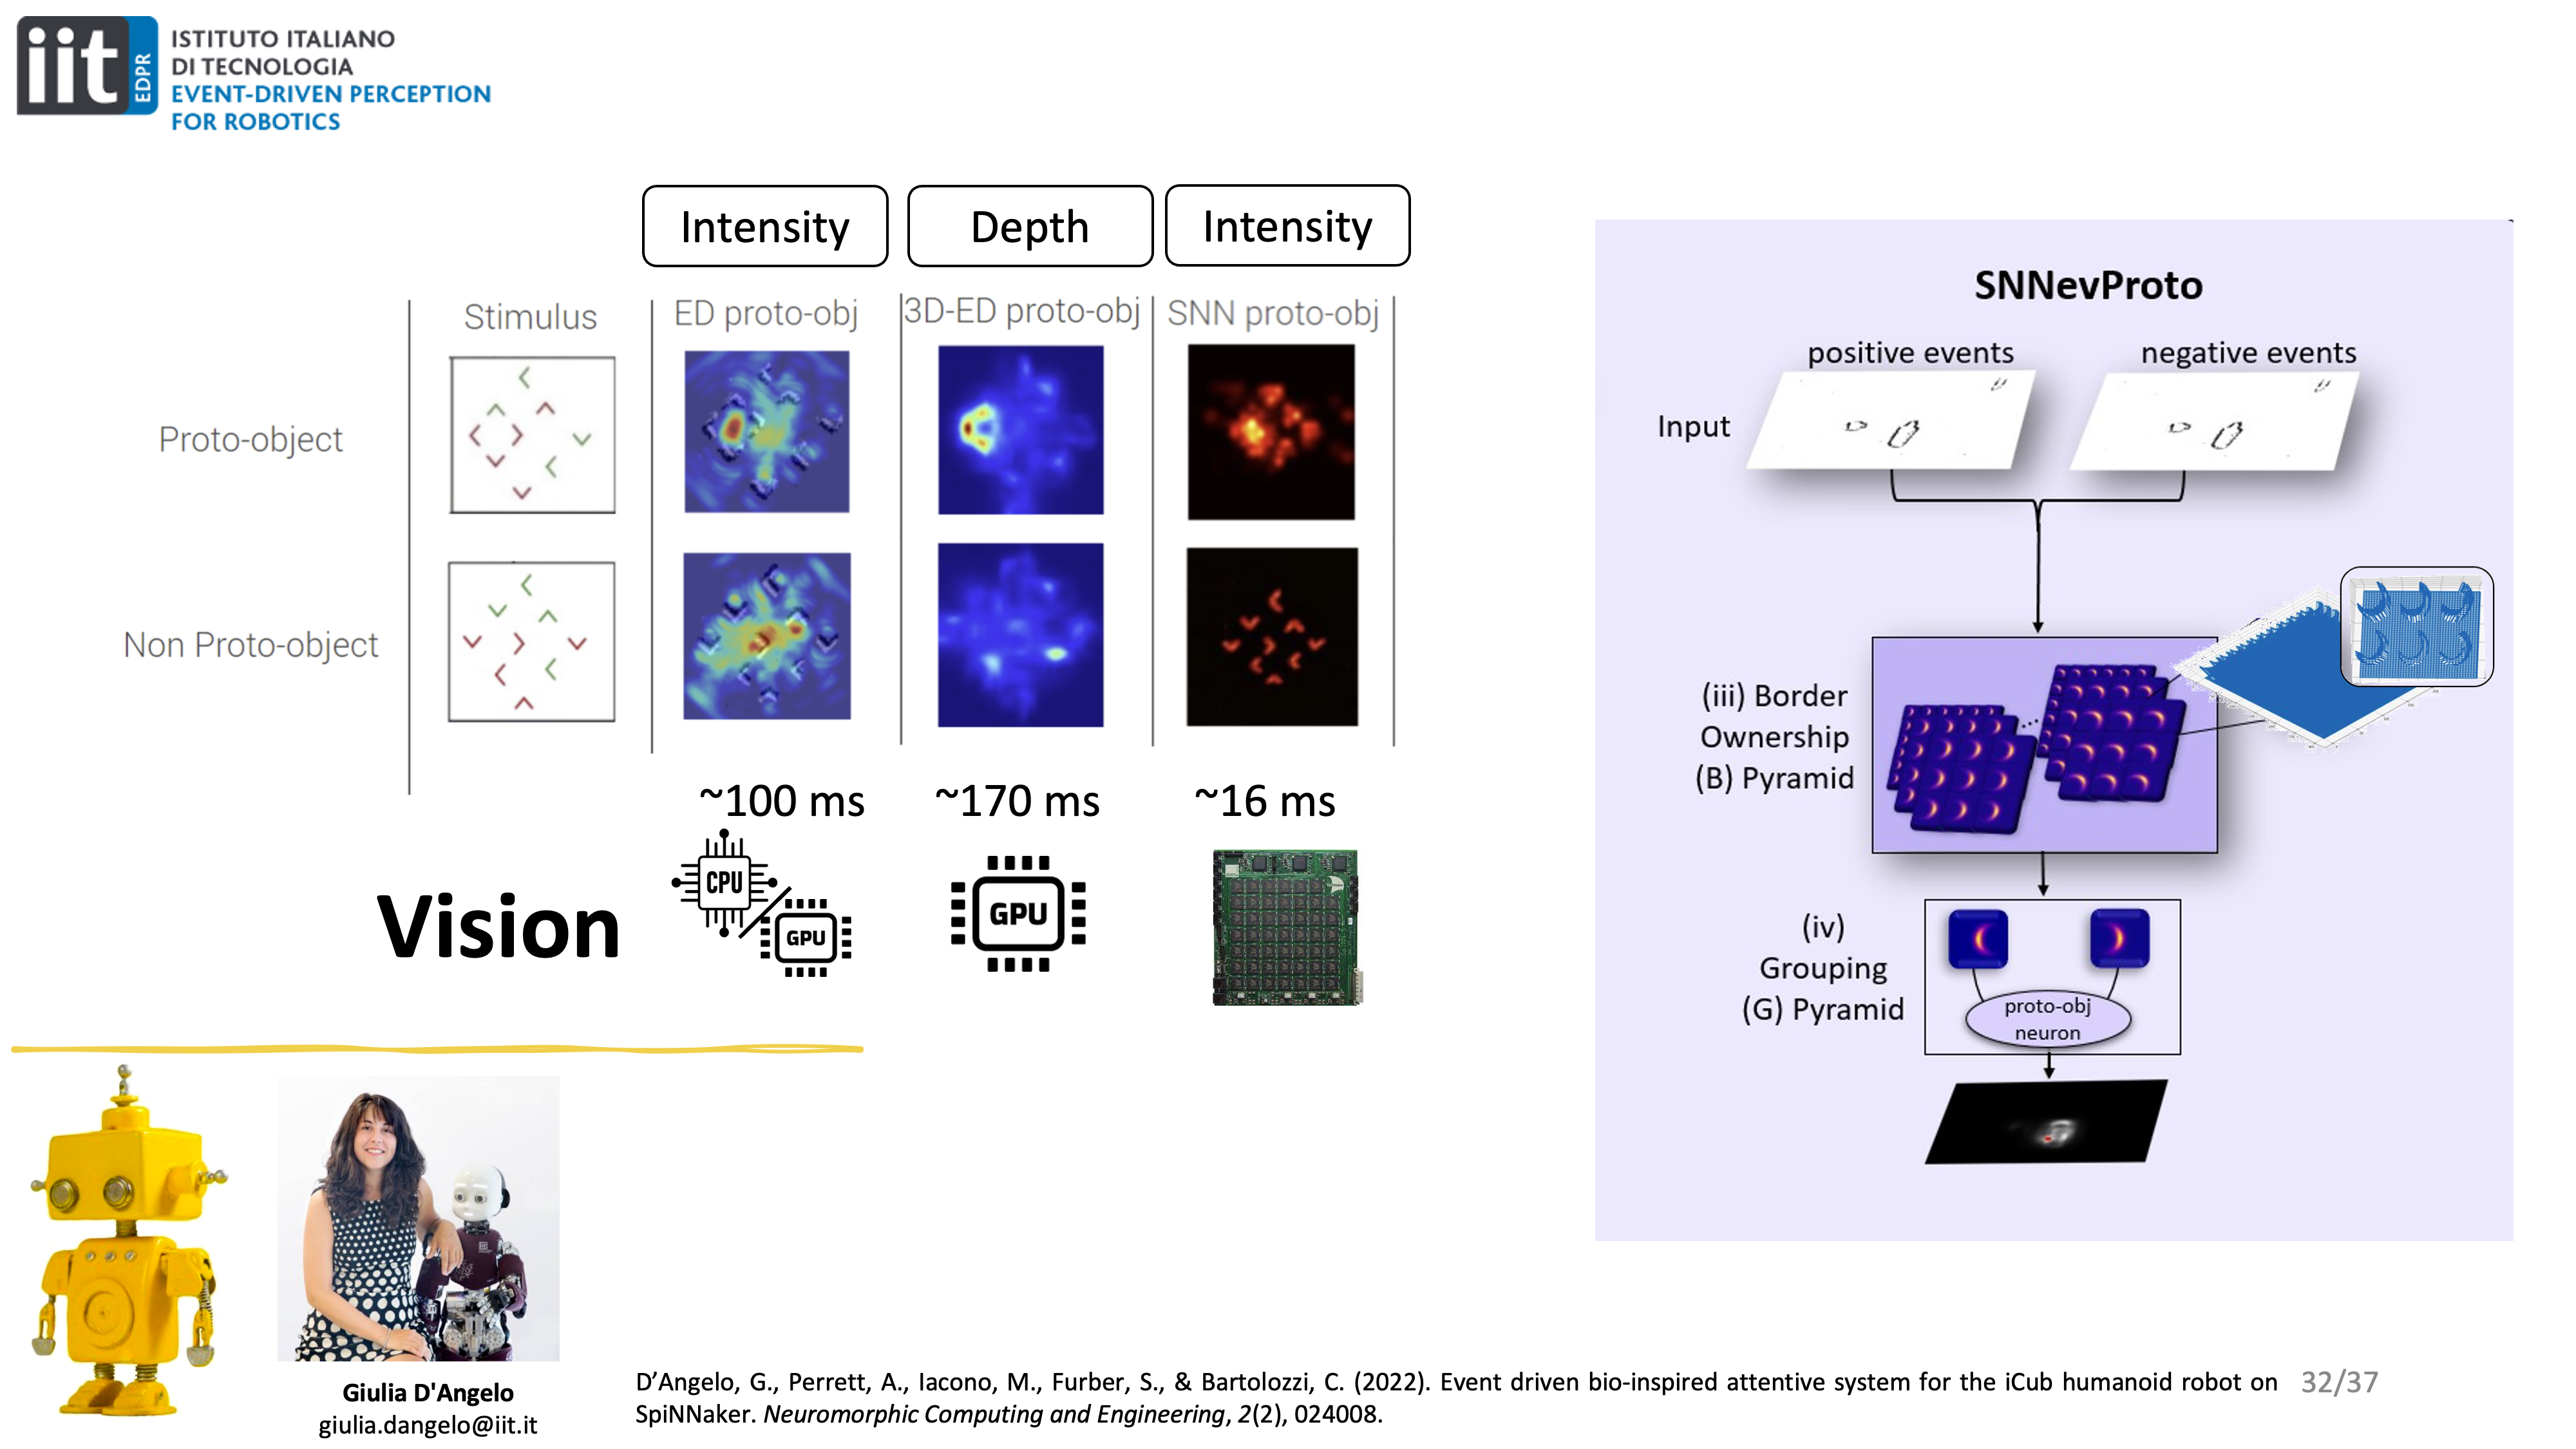 iit
EDPR
ISTITUTO ITALIANO
DI TECNOLOGIA
EVENT-DRIVEN PERCEPTION
FOR ROBOTICS
Intensity
Depth
Intensity
Stimulus
ED proto-obj
3D-ED proto-obj
SNN proto-obj
Proto-object
Non Proto-object
~100 ms
~170 ms
~16 ms
Vision
CPU
GPU
GPU
SNNevProto
positive events
negative events
Input
(iii) Border
Ownership
(B) Pyramid
(iv)
Grouping
(G) Pyramid
proto-obj
neuron
Giulia D'Angelo
giulia.dangelo@iit.it
D’Angelo, G., Perrett, A., Iacono, M., Furber, S., & Bartolozzi, C. (2022). Event driven bio-inspired attentive system for the iCub humanoid robot on
SpiNNaker. Neuromorphic Computing and Engineering, 2(2), 024008.
32/37